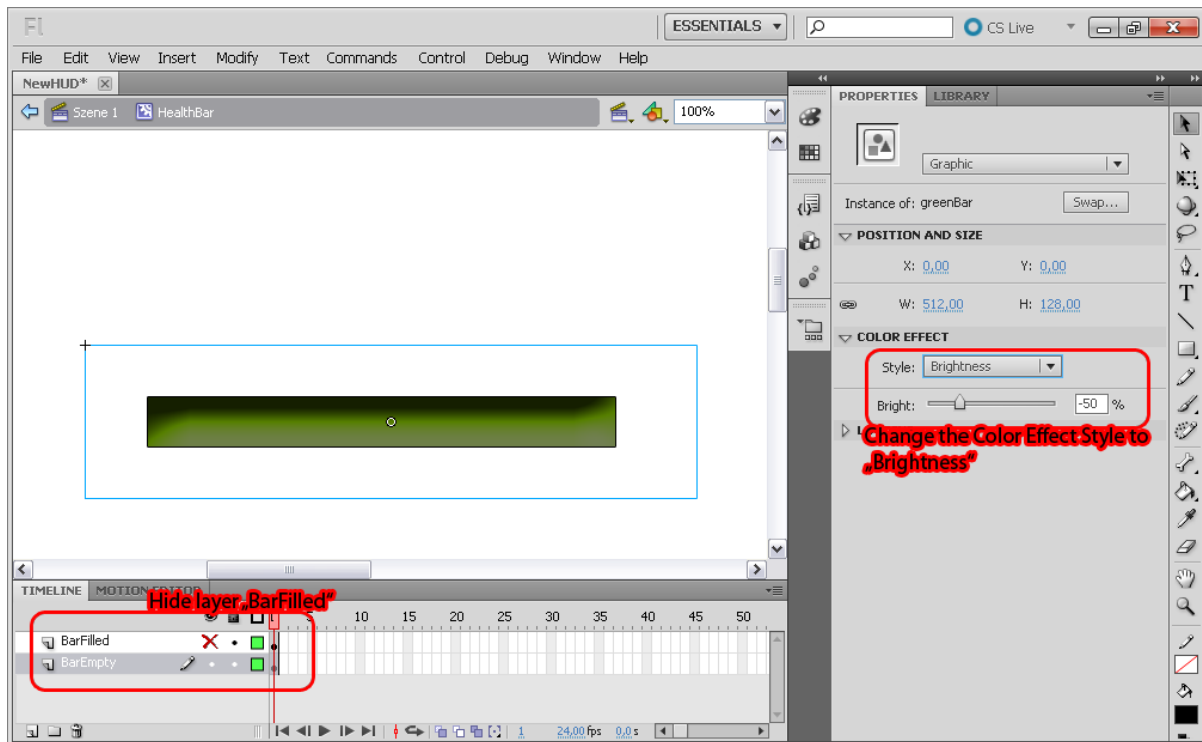 Fl ESSENTIALS CS Live
File Edit View Insert Modify Text Commands Control Debug Window Help
NewHUD*
Szene 1 HealthBar 100%
PROPERTIES LIBRARY
Graphic
Instance of: greenBar Swap...
POSITION AND SIZE
X: 0,00 Y: 0,00
W: 512,00 H: 128,00
COLOR EFFECT
Style: Brightness
Bright: -50 %
Change the Color Effect Style to
„Brightness“
TIMELINE MOTION EDITOR
Hide layer „BarFilled“
5 10 15 20 25 30 35 40 45 50
BarFilled
BarEmpty
1 24,00 fps 0,0 s